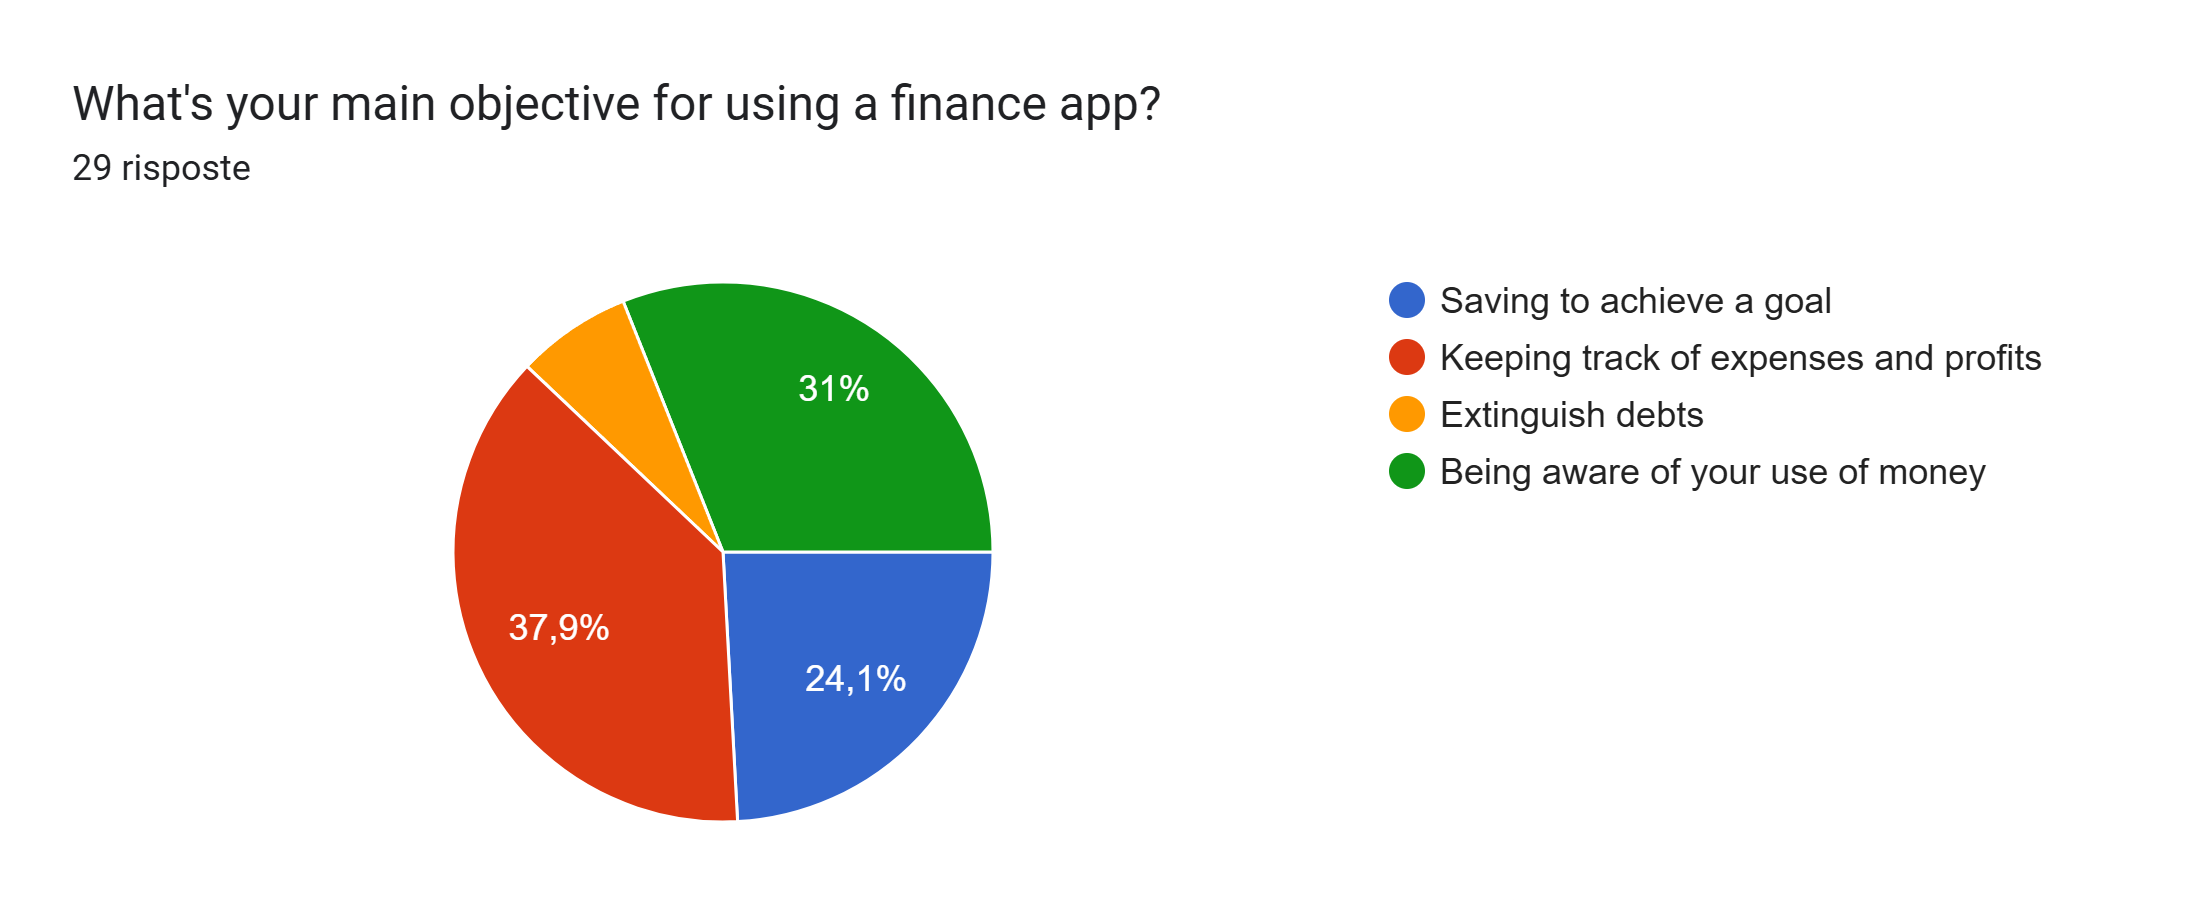 What's your main objective for using a finance app?
29 risposte
31%
37,9%
24,1%
Saving to achieve a goal
Keeping track of expenses and profits
Extinguish debts
Being aware of your use of money